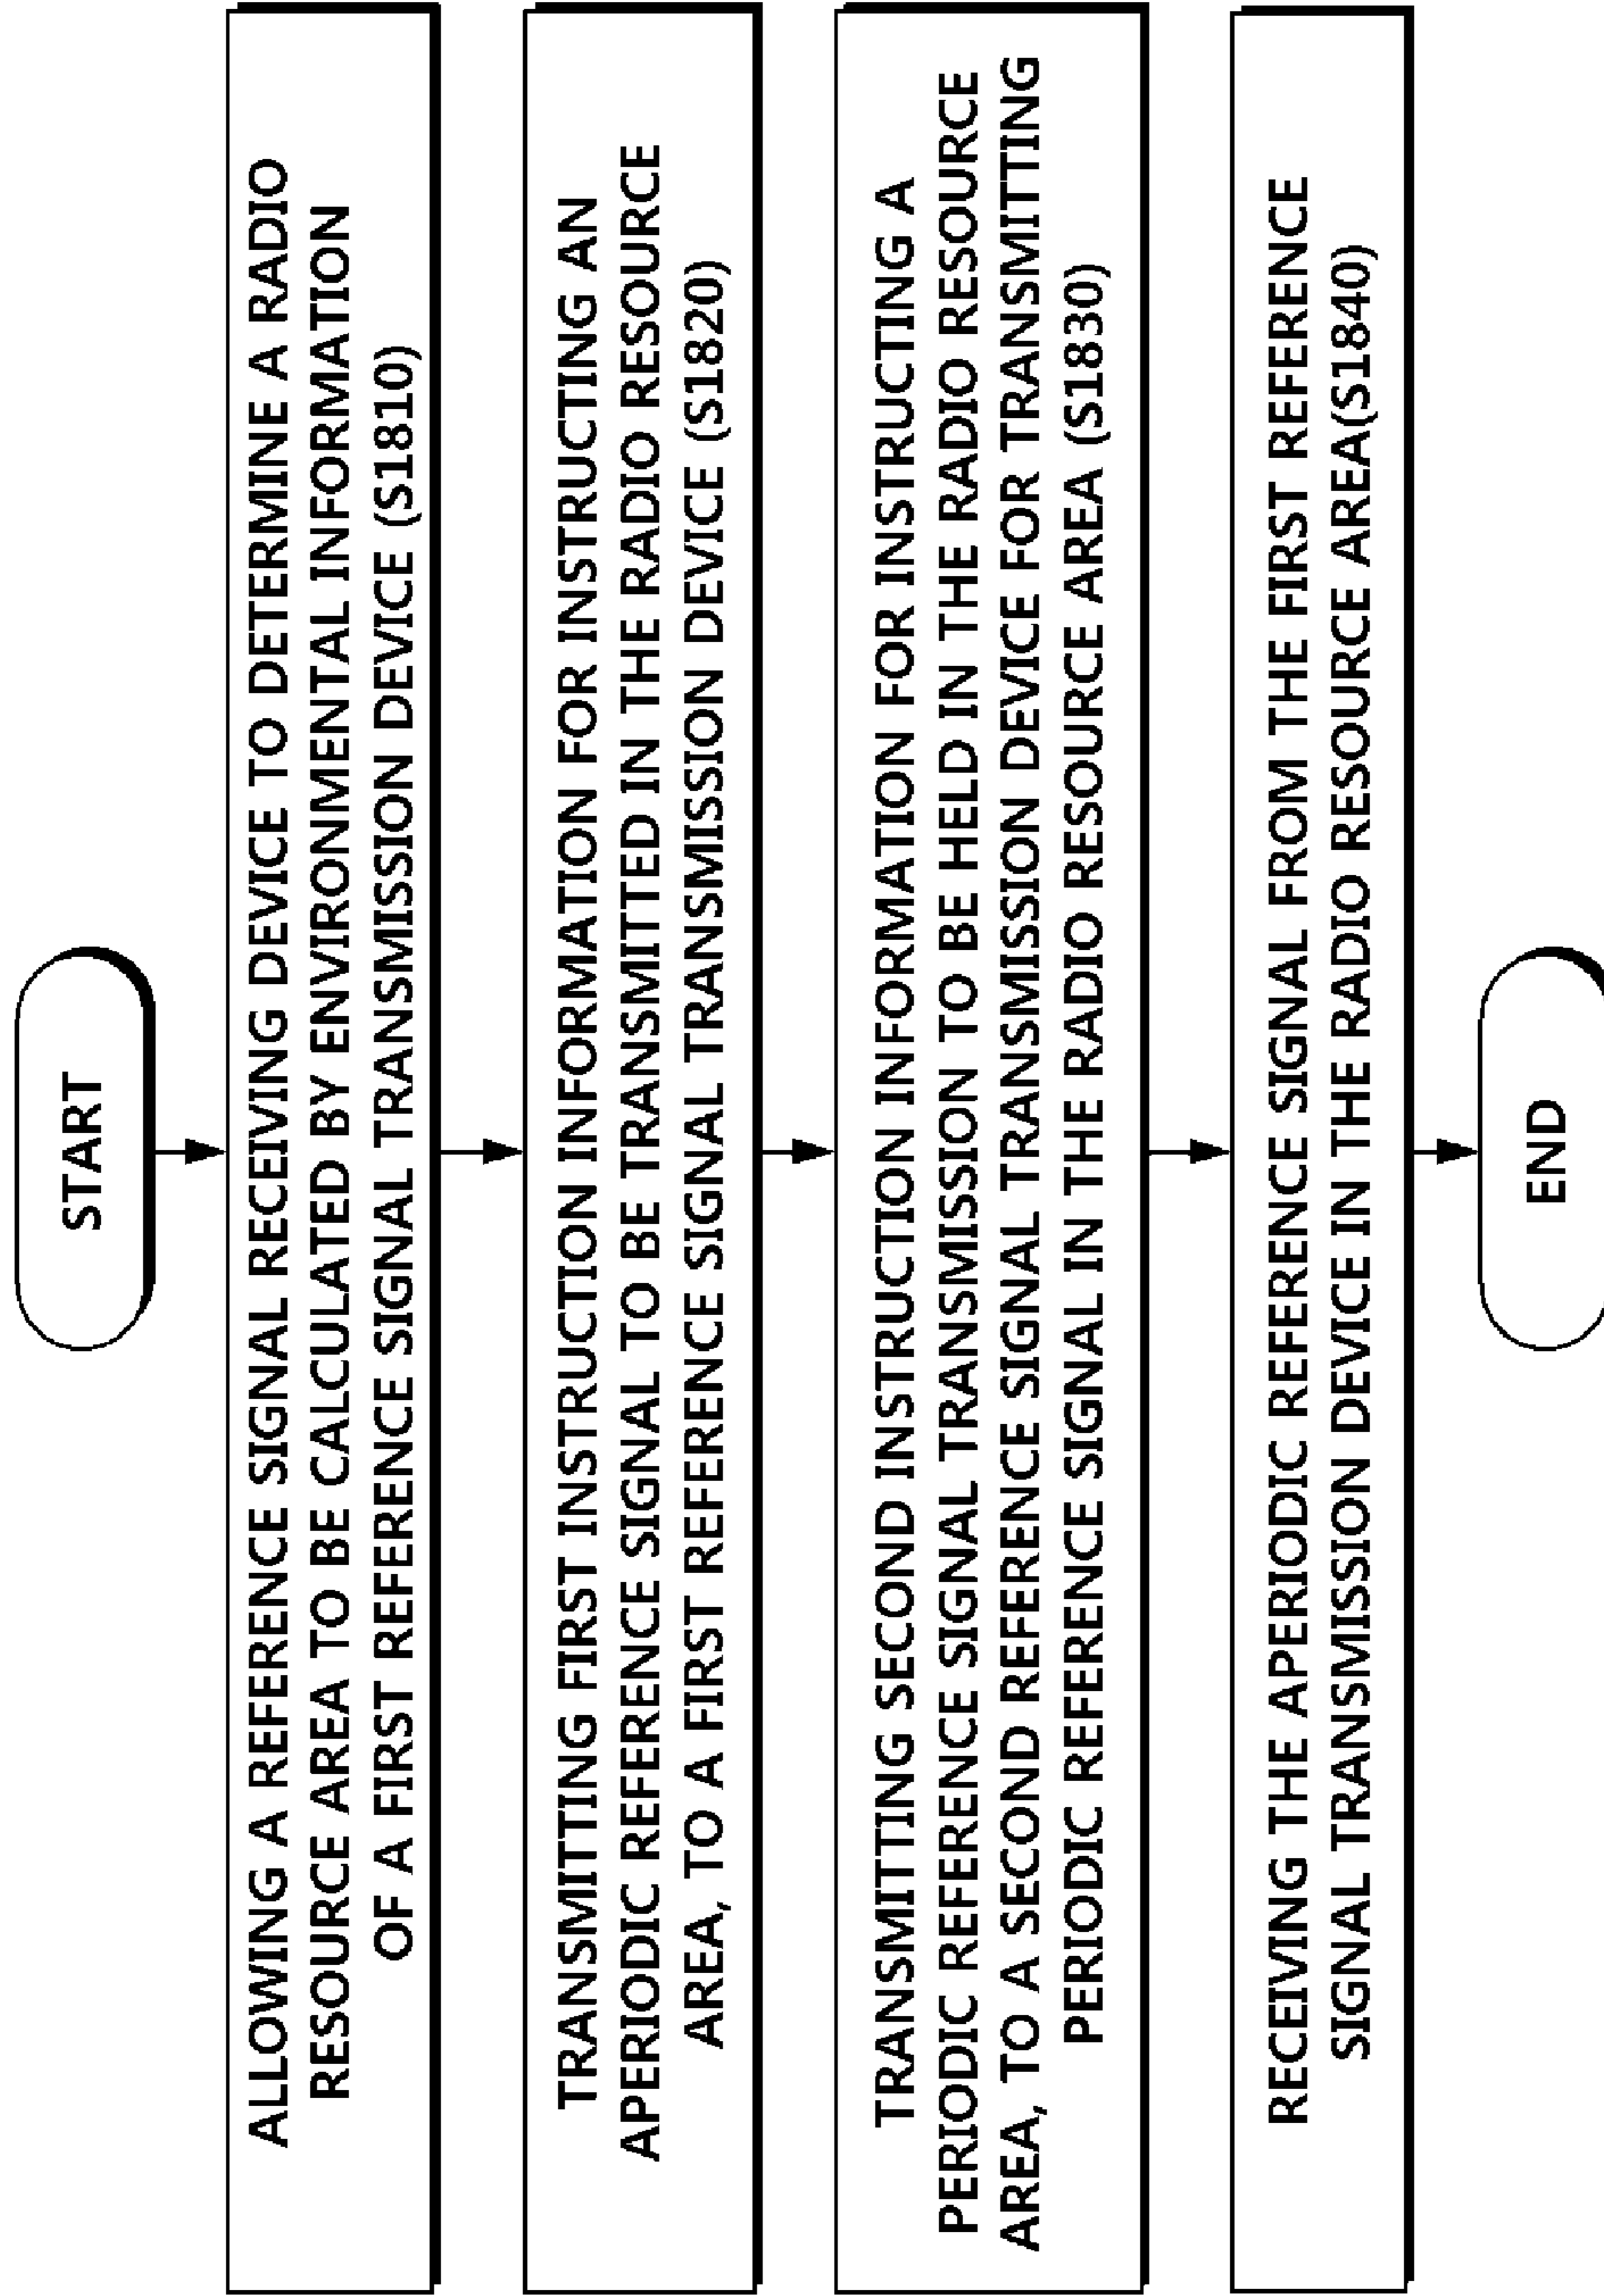 START
ALLOWING A REFERENCE SIGNAL RECEIVING DEVICE TO DETERMINE A RADIO
RESOURCE AREA TO BE CALCULATED BY ENVIRONMENTAL INFORMATION
OF A FIRST REFERENCE SIGNAL TRANSMISSION DEVICE (S1810)
TRANSMITTING FIRST INSTRUCTION INFORMATION FOR INSTRUCTING AN
APERIODIC REFERENCE SIGNAL TO BE TRANSMITTED IN THE RADIO RESOURCE
AREA, TO A FIRST REFERENCE SIGNAL TRANSMISSION DEVICE (S1820)
TRANSMITTING SECOND INSTRUCTION INFORMATION FOR INSTRUCTING A
PERIODIC REFERENCE SIGNAL TRANSMISSION TO BE HELD IN THE RADIO RESOURCE
AREA, TO A SECOND REFERENCE SIGNAL TRANSMISSION DEVICE FOR TRANSMITTING
PERIODIC REFERENCE SIGNAL IN THE RADIO RESOURCE AREA (S1830)
RECEIVING THE APERIODIC REFERENCE SIGNAL FROM THE FIRST REFERENCE
SIGNAL TRANSMISSION DEVICE IN THE RADIO RESOURCE AREA(S1840)
END